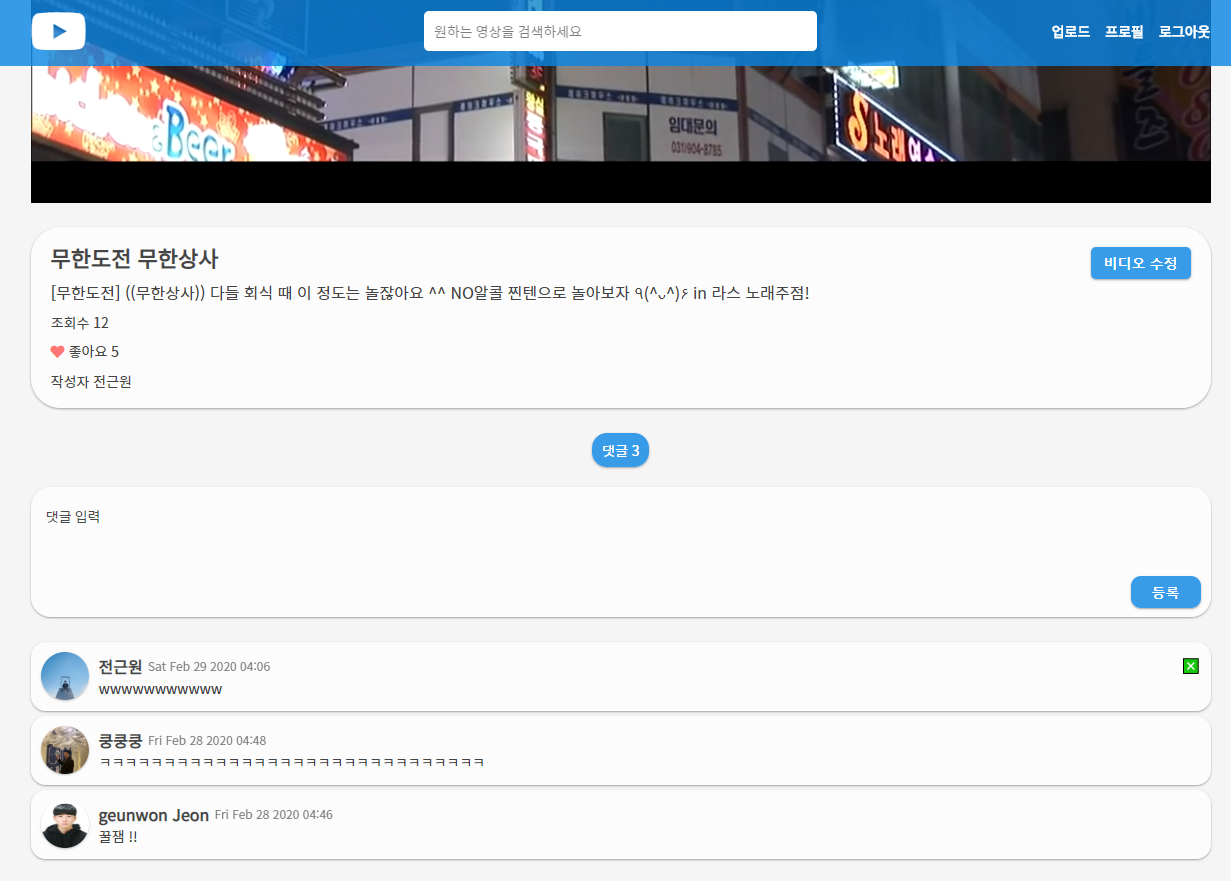 원하는 영상을 검색하세요
업로드 프로필 로그아웃
Beer
임대문의
031)904-8785
무한도전 무한상사
비디오 수정
[무한도전] ((무한상사)) 다들 회식 때 이 정도는 놀잖아요 ^^ NO알콜 찐텐으로 놀아보자 ٩(^ᴗ^)۶ in 라스 노래주점!
조회수 12
좋아요 5
작성자 전근원
댓글 3
댓글 입력
등록
전근원 Sat Feb 29 2020 04:06
wwwwwwwwwww
쿵쿵쿵 Fri Feb 28 2020 04:48
ㅋㅋㅋㅋㅋㅋㅋㅋㅋㅋㅋㅋㅋㅋㅋㅋㅋㅋㅋㅋㅋㅋㅋㅋㅋㅋㅋㅋㅋㅋ
geunwon Jeon Fri Feb 28 2020 04:46
꿀잼 !!